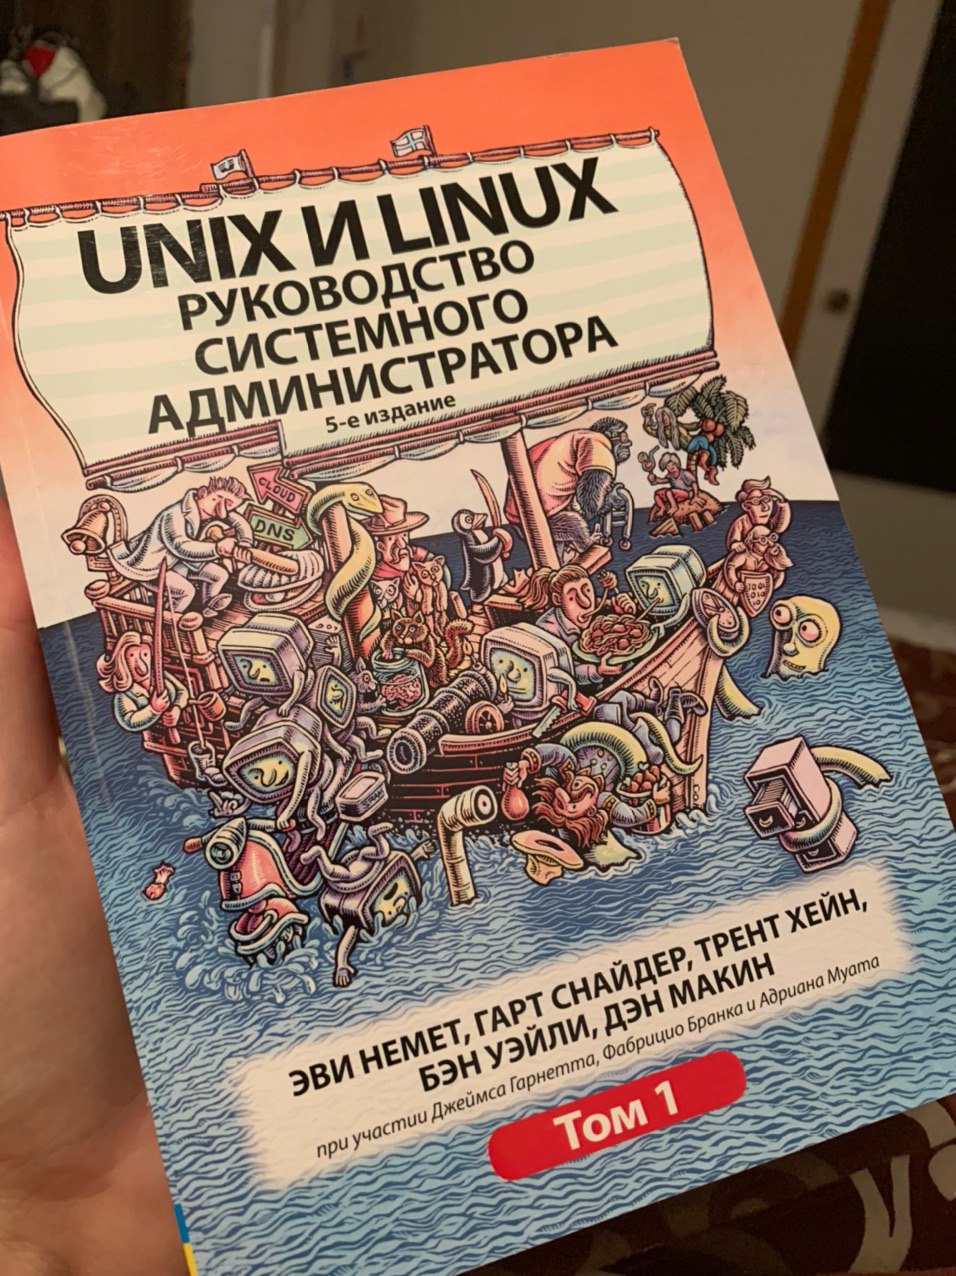 UNIX И LINUX
РУКОВОДСТВО
СИСТЕМНОГО
АДМИНИСТРАТОРА
5-е издание
CLOUD
DNS
ЭВИ НЕМЕТ, ГАРТ СНАЙДЕР, ТРЕНТ ХЕЙН,
БЭН УЭЙЛИ, ДЭН МАКИН
при участии Джеймса Гарнетта, Фабрицио Бранка и Адриана Муата
Том 1